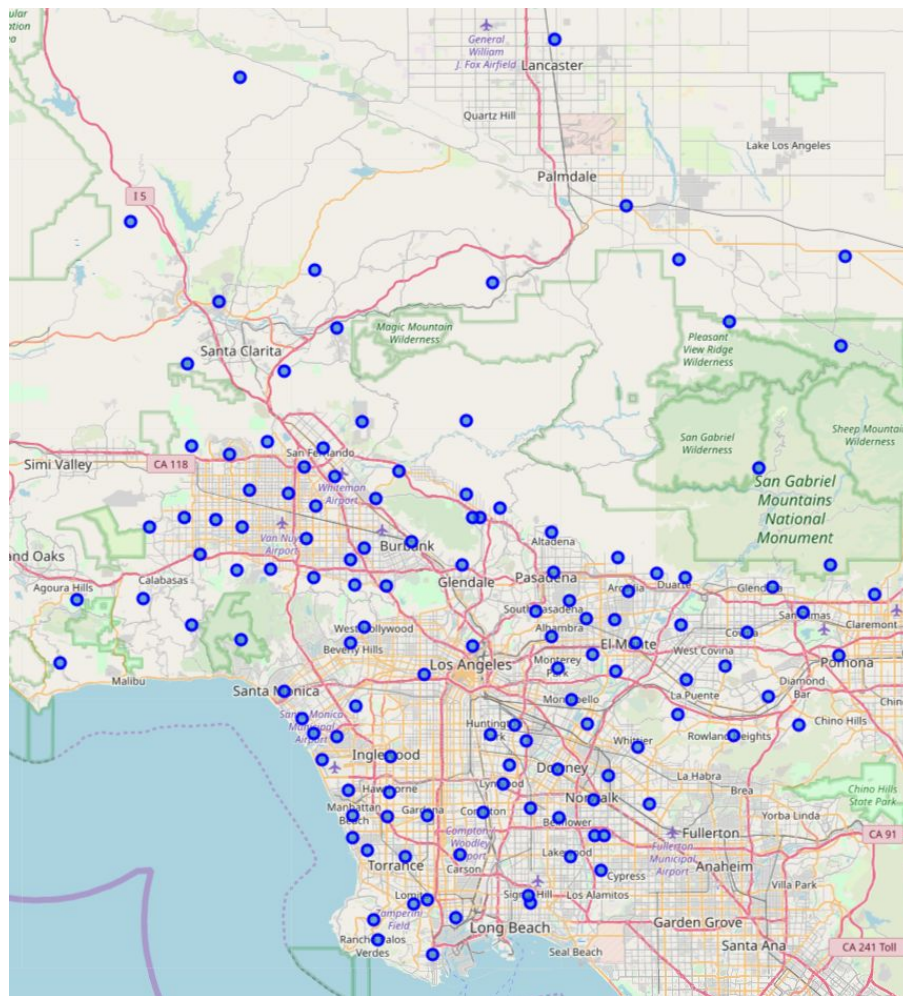 ular
ation
ea
General
William
J. Fox Airfield
Lancaster
Quartz Hill
Lake Los Angeles
Palmdale
I 5
Magic Mountain
Wilderness
Pleasant
View Ridge
Wilderness
Santa Clarita
San Gabriel
Wilderness
Sheep Mountain
Wilderness
Simi Valley
CA 118
San Fernando
Whiteman
Airport
San Gabriel
Mountains
National
Monument
Van Nuys
Airport
Burbank
Altadena
and Oaks
Agoura Hills
Calabasas
Glendale
Pasadena
Arcadia
Duarte
Glendora
South Pasadena
San Dimas
Claremont
West Hollywood
Alhambra
El Monte
Covina
Beverly Hills
West Covina
Los Angeles
Monterey
Park
Pomona
Malibu
Santa Monica
La Puente
Diamond
Bar
Montebello
Santa Monica
Municipal
Airport
Huntington
Park
Chino Hills
Whittier
Rowland Heights
Inglewood
Downey
La Habra
Chino Hills
State Park
Hawthorne
Lynwood
Norwalk
Brea
Manhattan
Beach
Gardena
Compton
Bellflower
Yorba Linda
Fullerton
CA 91
Compton
Woodley
Airport
Torrance
Carson
Lakewood
Fullerton
Municipal
Airport
Anaheim
Cypress
Villa Park
Lomita
Signal Hill
Los Alamitos
Zamperini
Field
Garden Grove
Rancho Palos
Verdes
Long Beach
Seal Beach
Santa Ana
CA 241 Toll